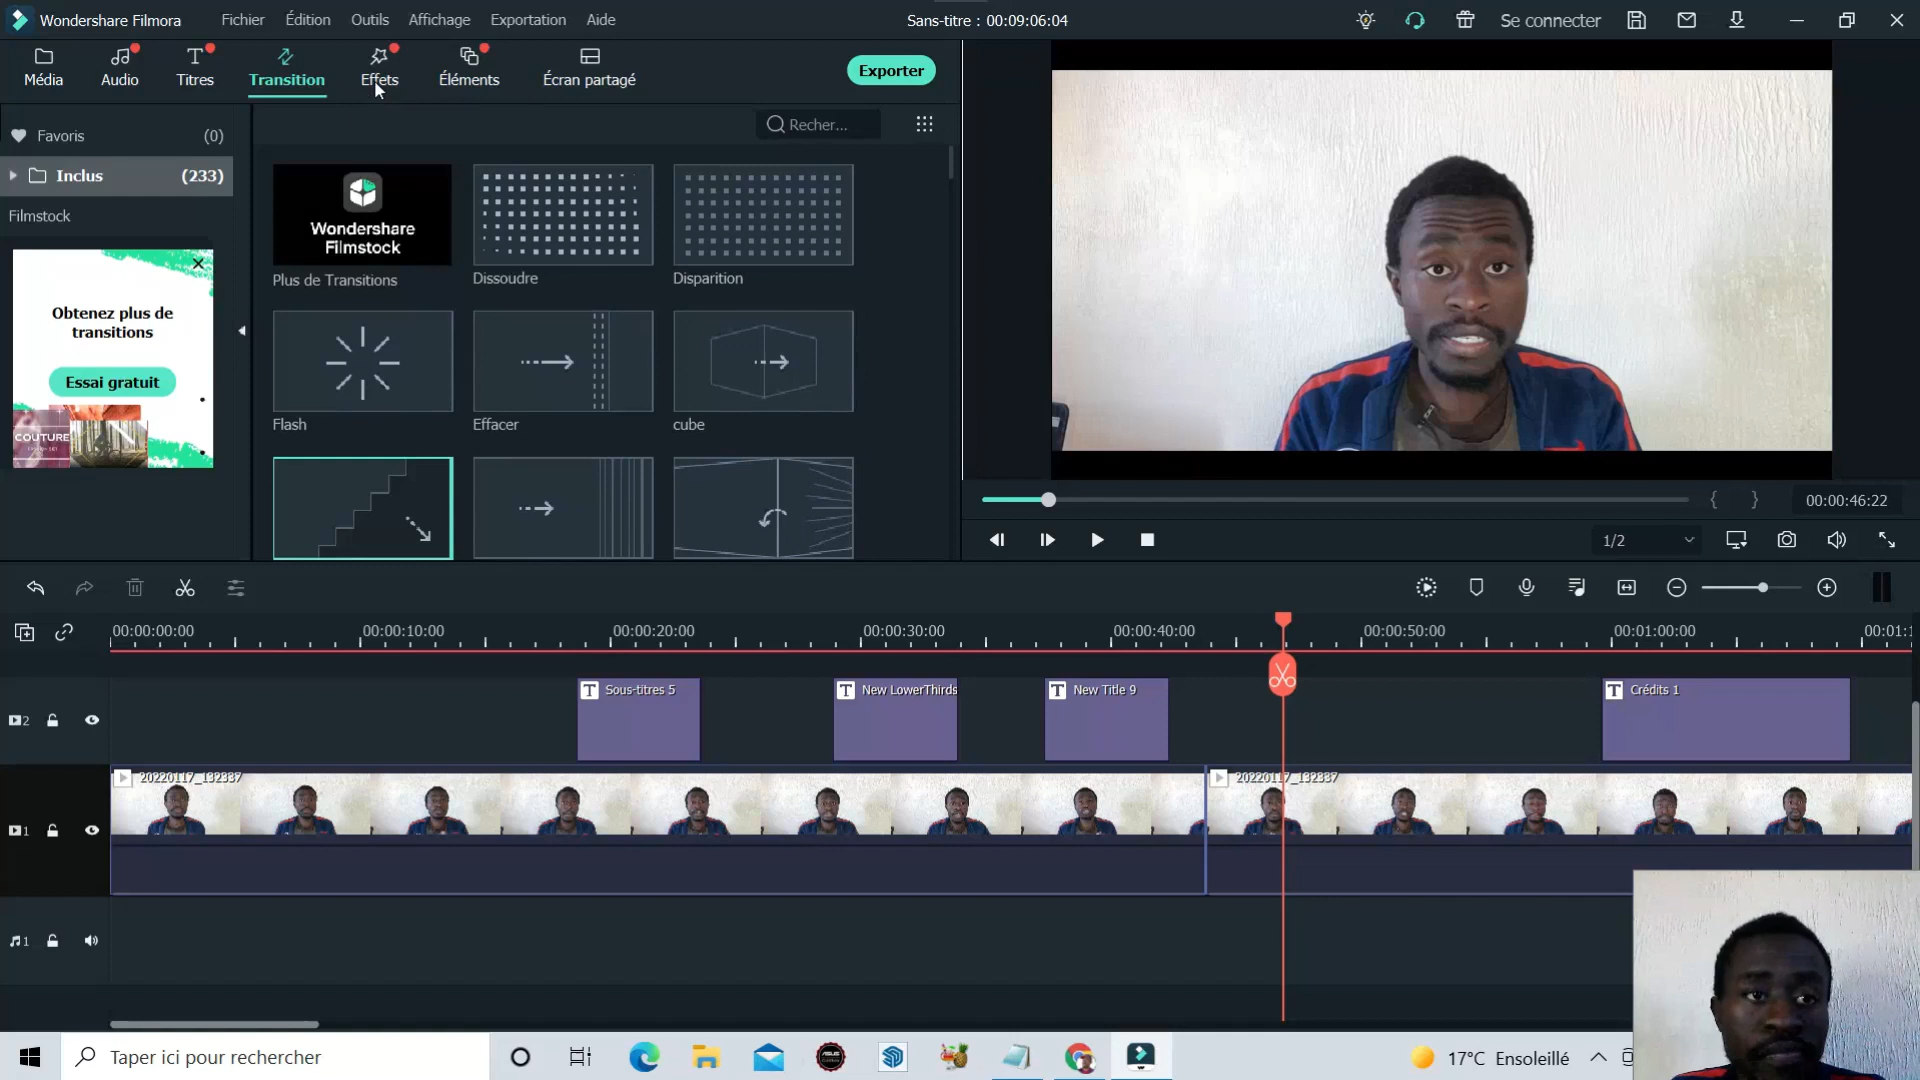 Wondershare Filmora
Fichier Édition Outils Affichage Exportation Aide
Sans-titre : 00:09:06:04
Se connecter
Média Audio Titres Transition Effets Éléments Écran partagé
Exporter
Favoris (0)
Recher...
Inclus (233)
Filmstock
Obtenez plus de
transitions
Essai gratuit
COUTURE
Wondershare
Filmstock
Plus de Transitions
Dissoudre
Disparition
Flash
Effacer
cube
00:00:46:22
1/2
00:00:00:00 00:00:10:00 00:00:20:00 00:00:30:00 00:00:40:00 00:00:50:00 00:01:00:00 00:01:1
2
T Sous-titres 5
T New LowerThirds
T New Title 9
T Crédits 1
1
20220117_132337
20220117_132337
1
Taper ici pour rechercher
17°C Ensoleillé